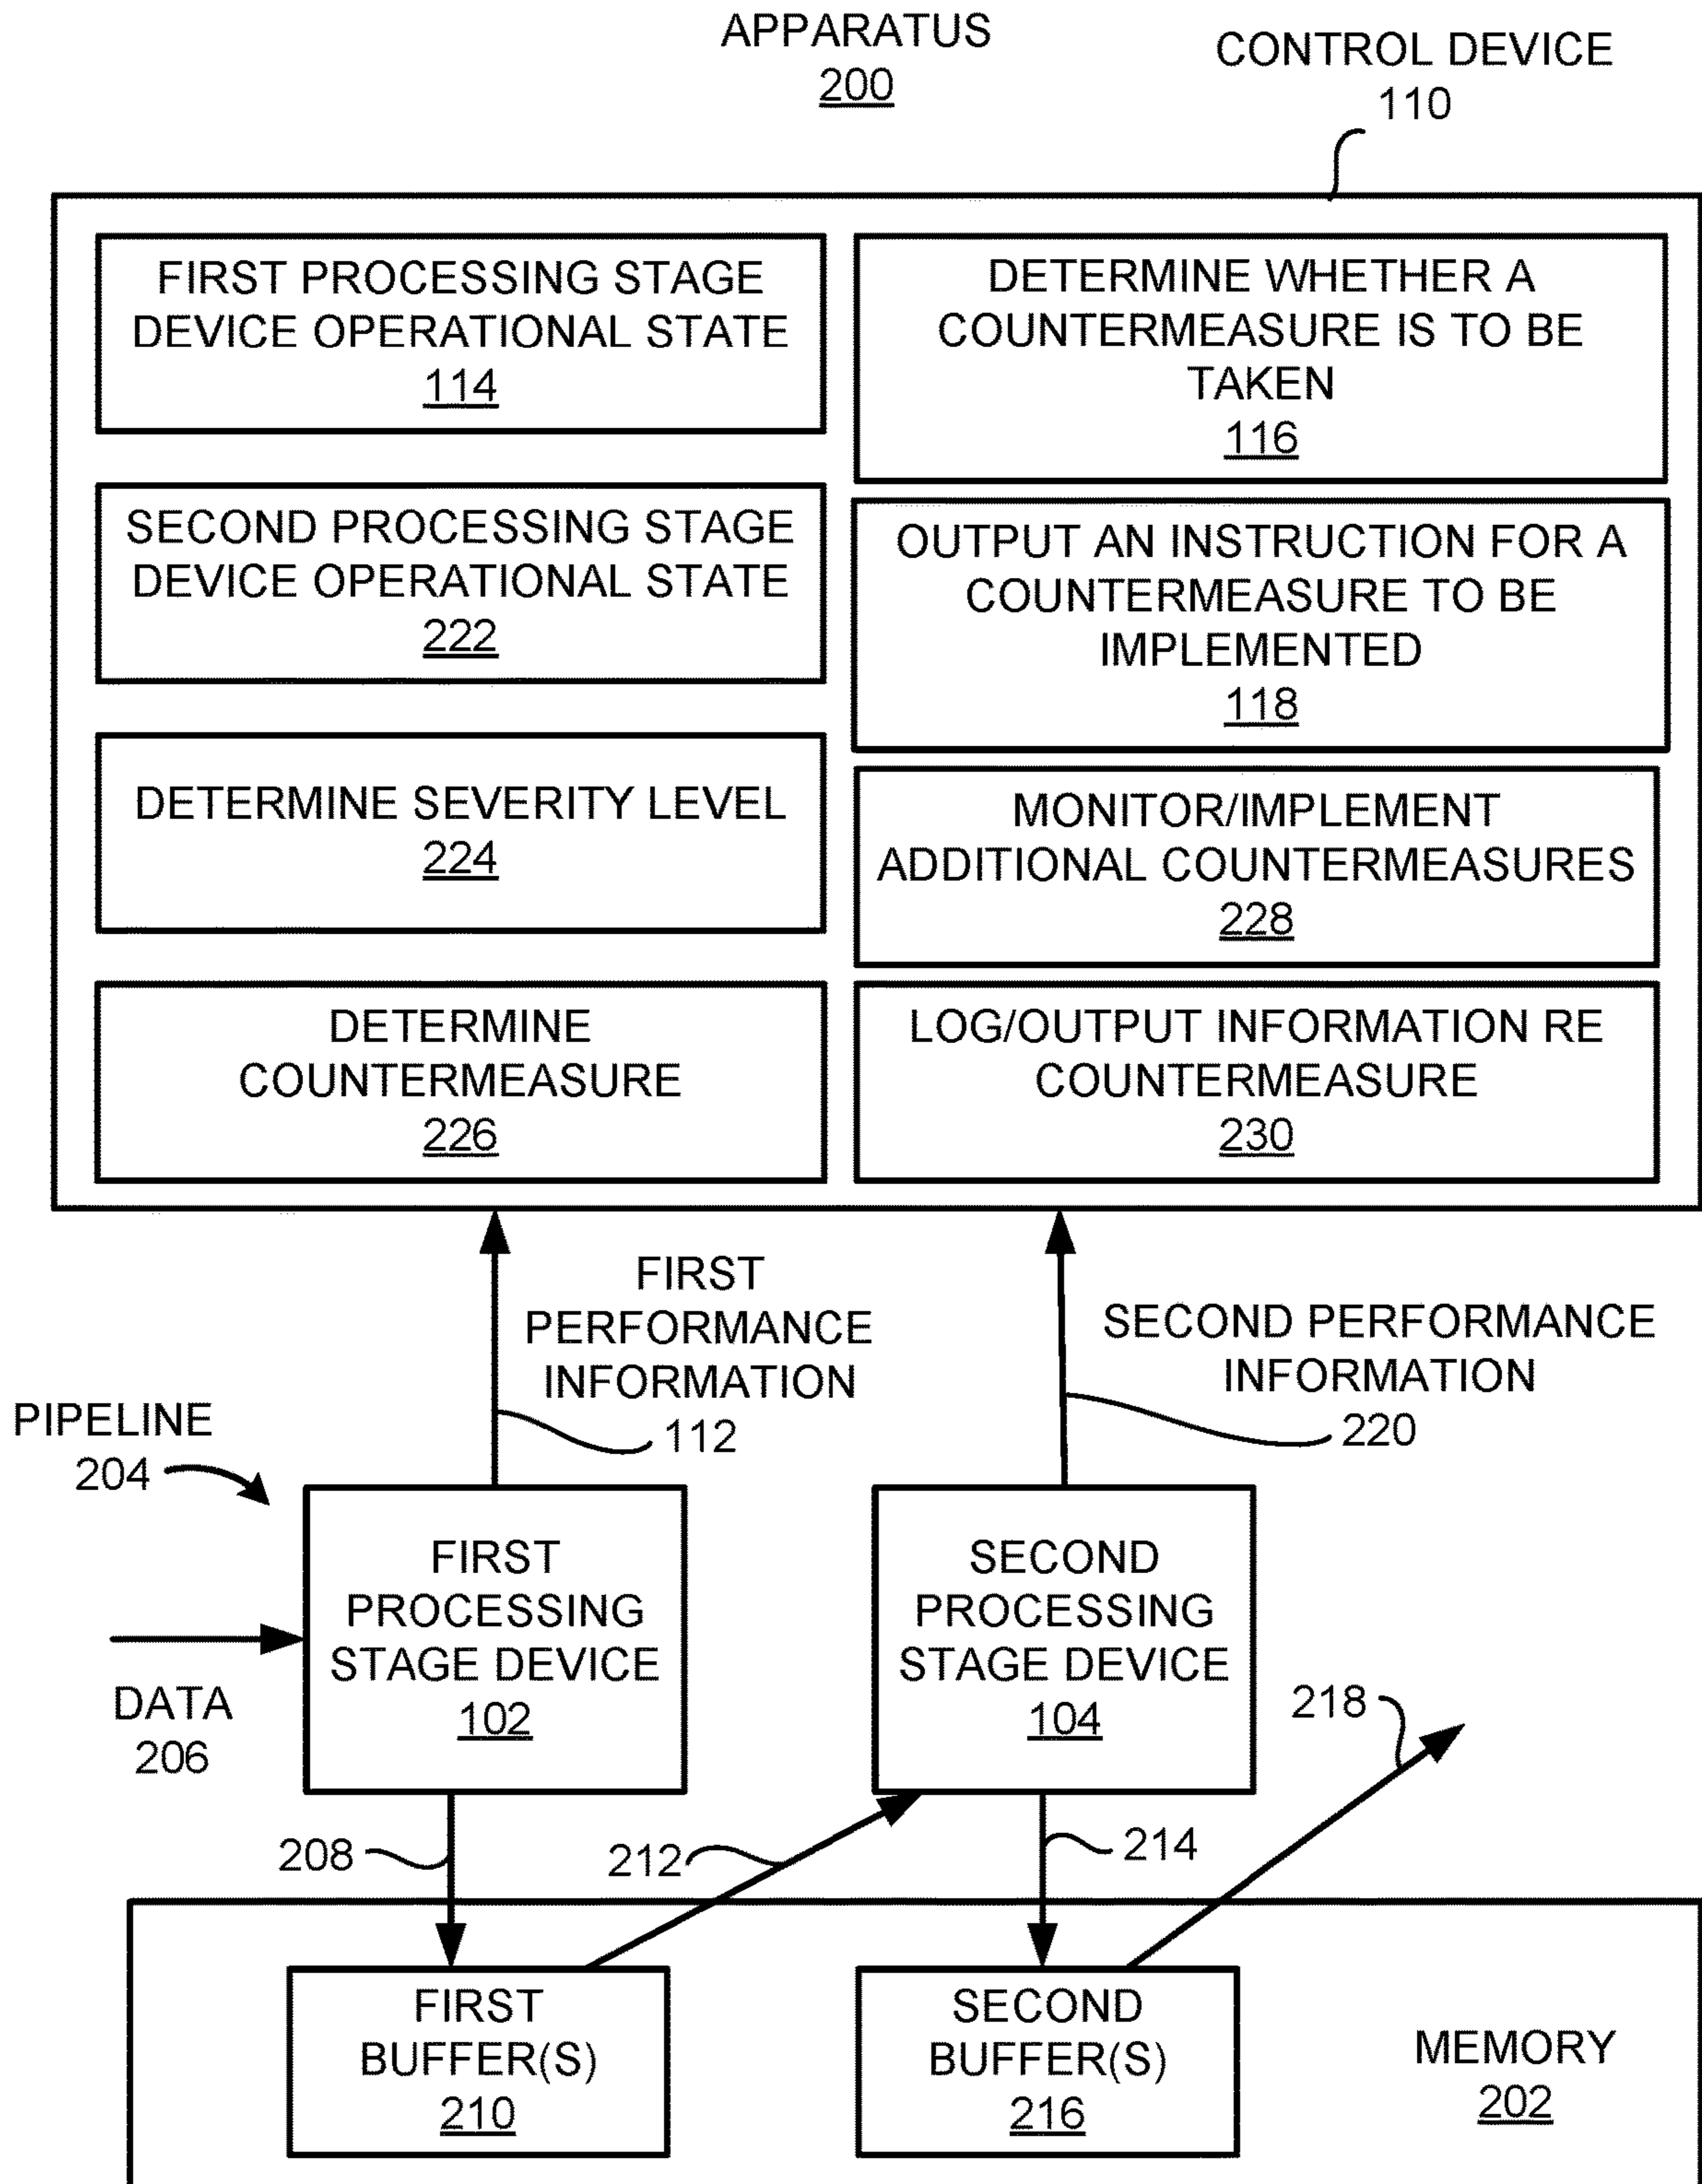 APPARATUS
200
CONTROL DEVICE
110
FIRST PROCESSING STAGE
DEVICE OPERATIONAL STATE
114
DETERMINE WHETHER A
COUNTERMEASURE IS TO BE
TAKEN
116
SECOND PROCESSING STAGE
DEVICE OPERATIONAL STATE
222
OUTPUT AN INSTRUCTION FOR A
COUNTERMEASURE TO BE
IMPLEMENTED
118
DETERMINE SEVERITY LEVEL
224
MONITOR/IMPLEMENT
ADDITIONAL COUNTERMEASURES
228
DETERMINE
COUNTERMEASURE
226
LOG/OUTPUT INFORMATION RE
COUNTERMEASURE
230
FIRST
PERFORMANCE
INFORMATION
112
SECOND PERFORMANCE
INFORMATION
220
PIPELINE
204
FIRST
PROCESSING
STAGE DEVICE
102
SECOND
PROCESSING
STAGE DEVICE
104
DATA
206
218
208
212
214
FIRST
BUFFER(S)
210
SECOND
BUFFER(S)
216
MEMORY
202